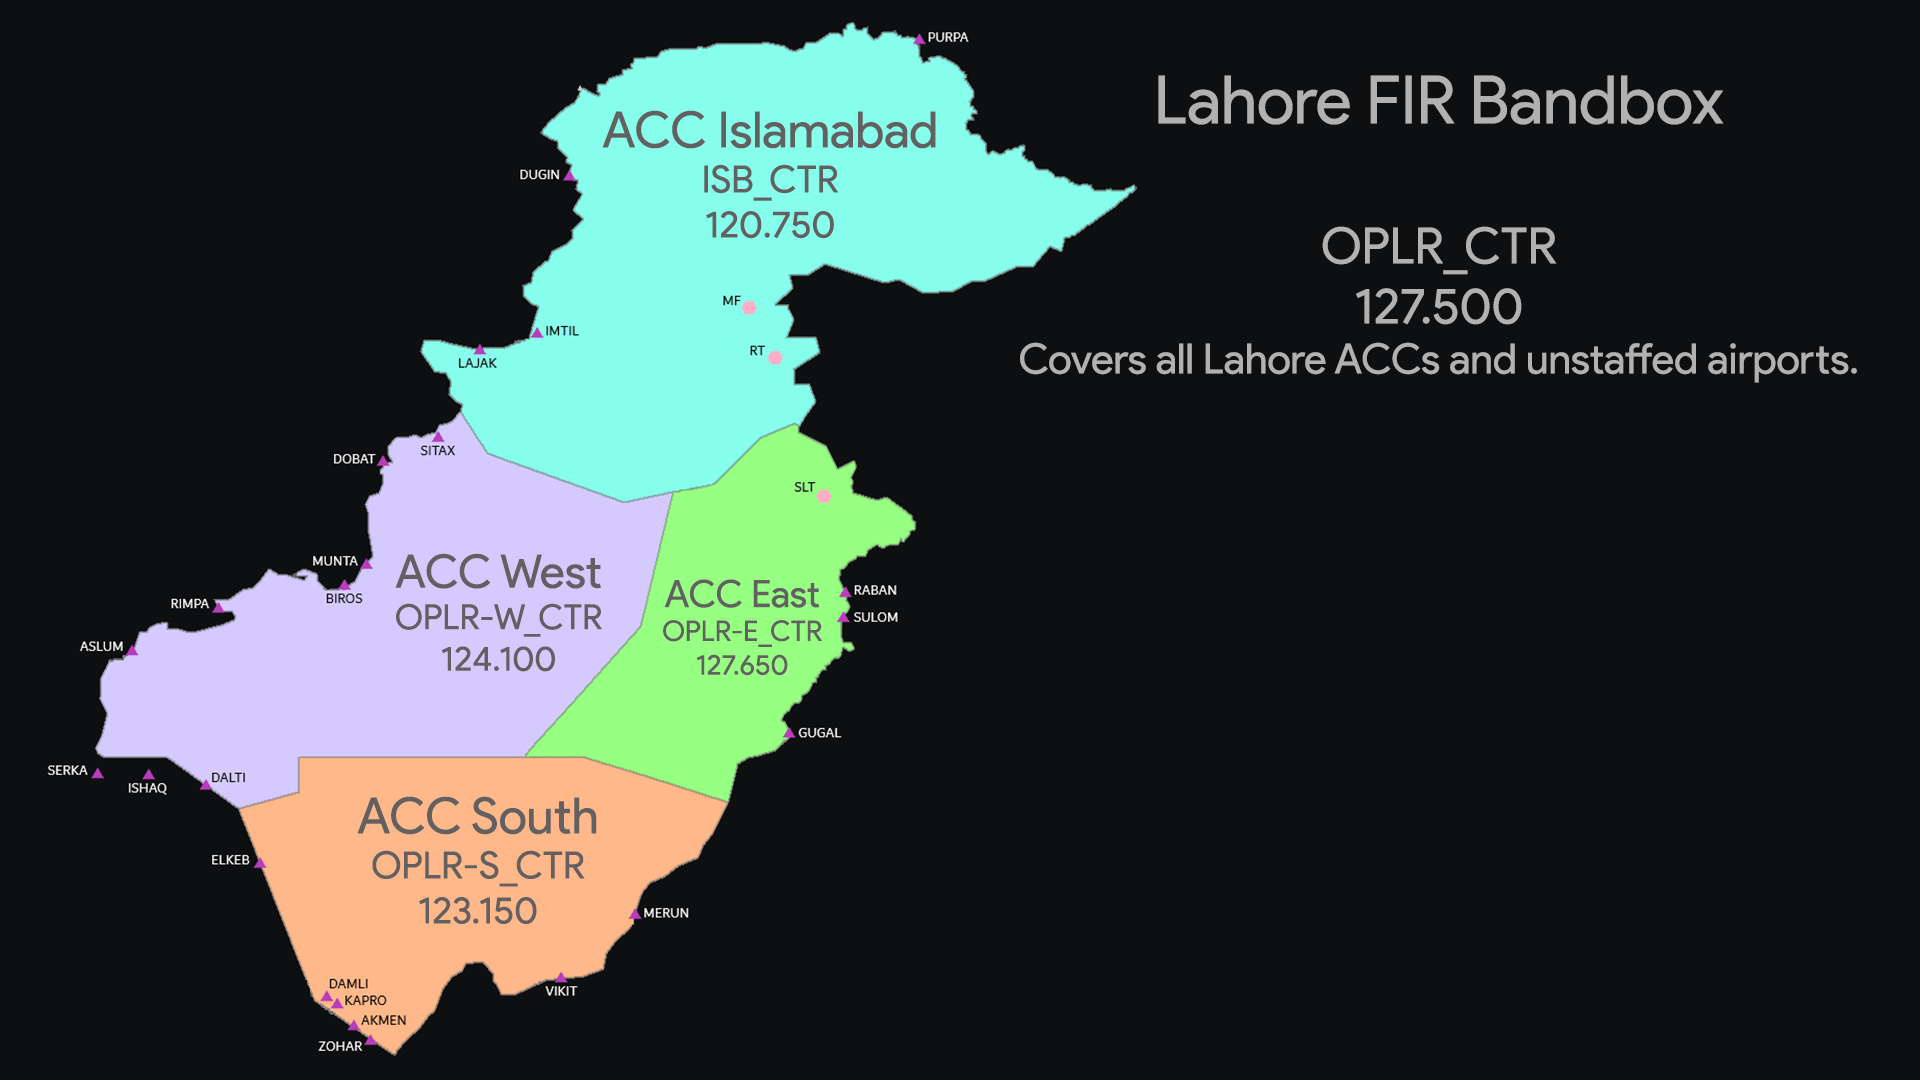 PURPA
Lahore FIR Bandbox
ACC Islamabad
ISB_CTR
120.750
DUGIN
OPLR_CTR
127.500
Covers all Lahore ACCs and unstaffed airports.
MF
IMTIL
RT
LAJAK
SITAX
DOBAT
SLT
MUNTA
ACC West
OPLR-W_CTR
124.100
BIROS
RIMPA
ACC East
OPLR-E_CTR
127.650
RABAN
SULOM
ASLUM
GUGAL
SERKA
ISHAQ
DALTI
ACC South
OPLR-S_CTR
123.150
ELKEB
MERUN
DAMLI
KAPRO
VIKIT
AKMEN
ZOHAR